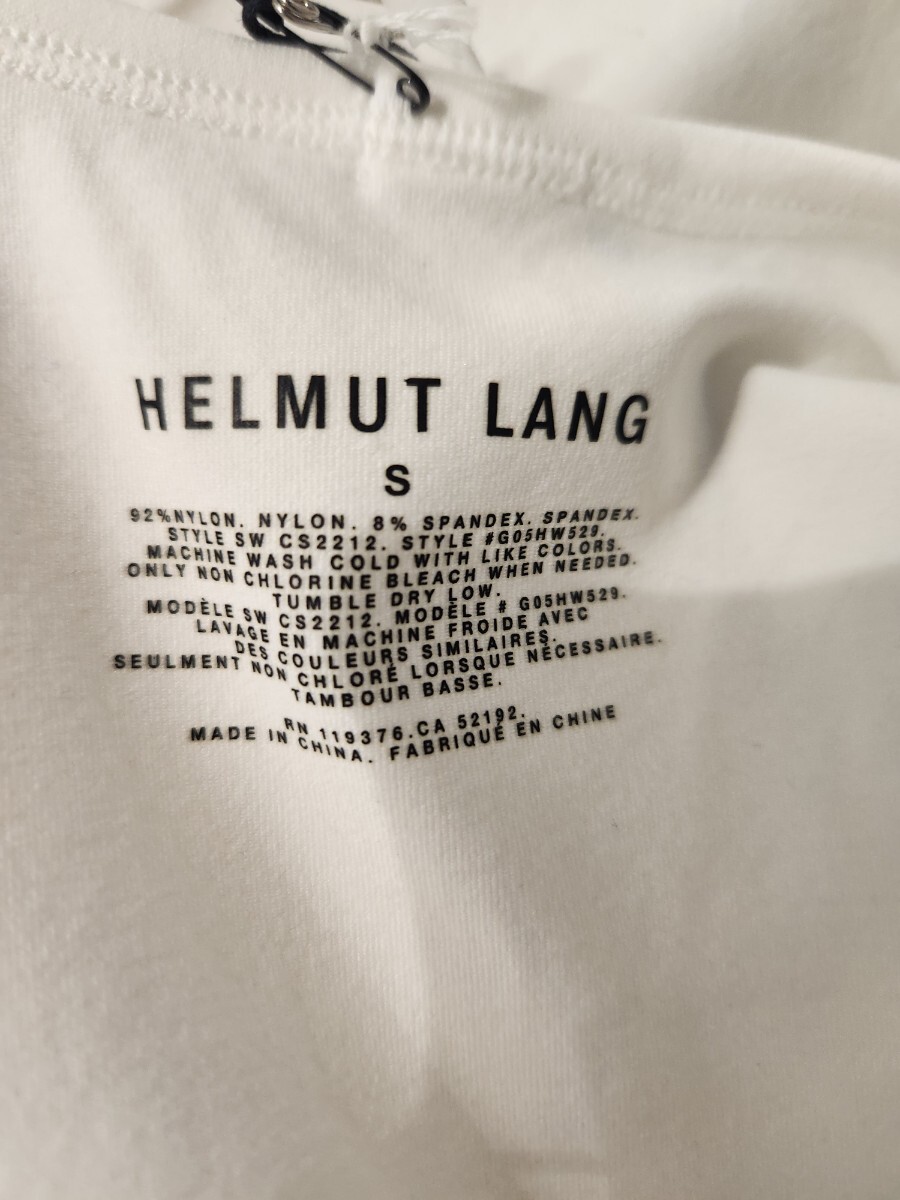 HELMUT LANG
S
92%NYLON. NYLON. 8% SPANDEX. SPANDEX.
STYLE SW CS2212. STYLE #G05HW529.
MACHINE WASH COLD WITH LIKE COLORS.
ONLY NON CHLORINE BLEACH WHEN NEEDED.
TUMBLE DRY LOW.
MODÈLE SW CS2212. MODÈLE # G05HW529.
LAVAGE EN MACHINE FROIDE AVEC
DES COULEURS SIMILAIRES.
SEULMENT NON CHLORÉ LORSQUE NÉCESSAIRE.
TAMBOUR BASSE.
RN 119376.CA 52192.
MADE IN CHINA. FABRIQUÉ EN CHINE